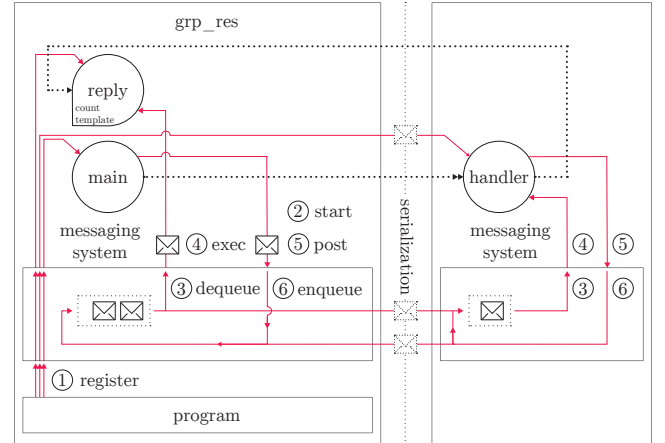 grp_res
reply
count
template
main
handler
② start
messaging
system
④ exec
⑤ post
serialization
messaging
system
④
⑤
③ dequeue
⑥ enqueue
③
⑥
① register
program